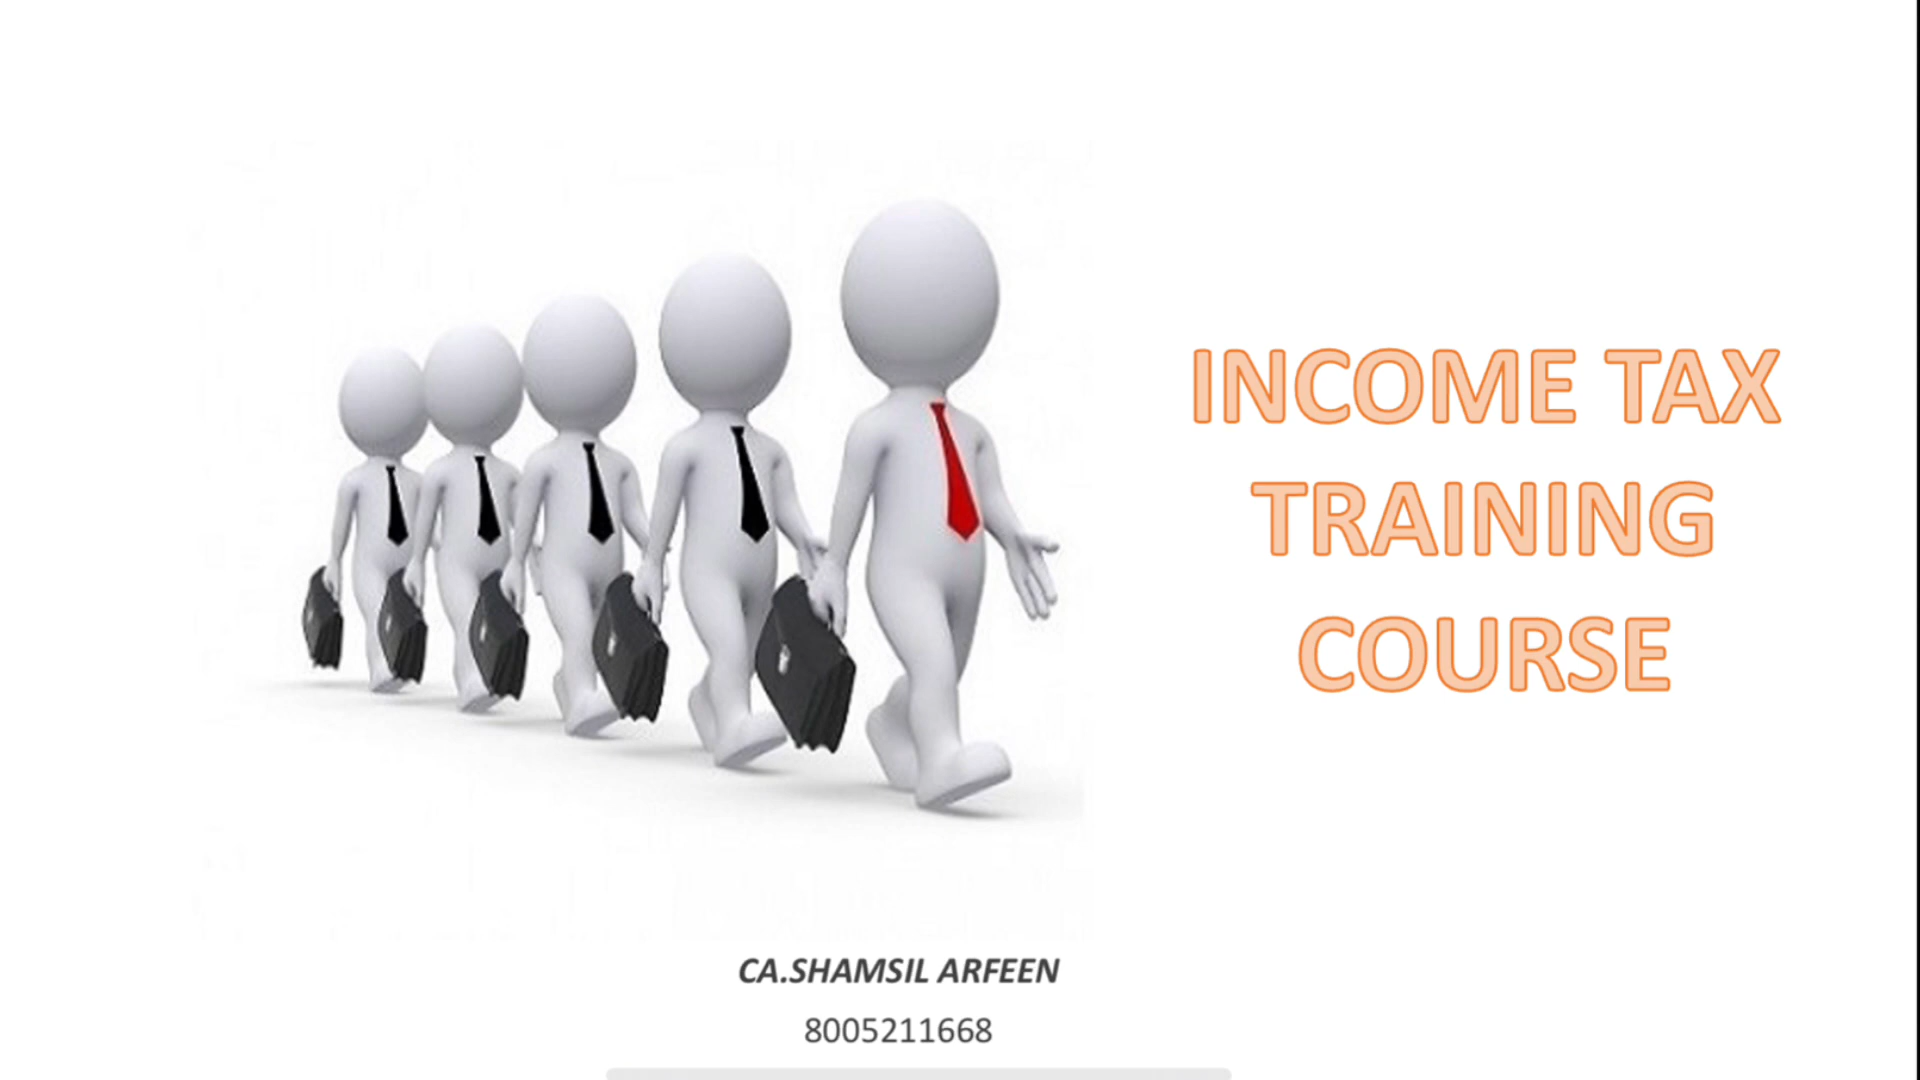 INCOME TAX
TRAINING
COURSE
CA.SHAMSIL ARFEEN
8005211668